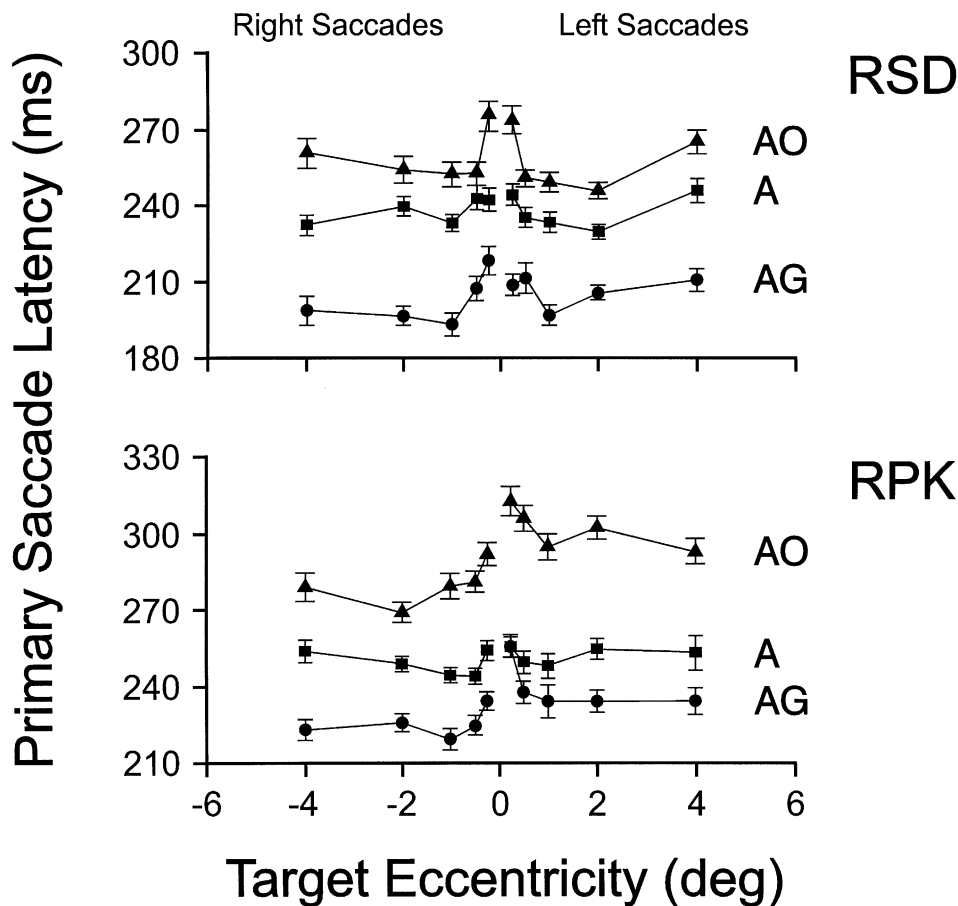 Right Saccades Left Saccades
RSD
300
270
240
210
180
AO
A
AG
Primary Saccade Latency (ms)
RPK
330
300
270
240
210
AO
A
AG
-6 -4 -2 0 2 4 6
Target Eccentricity (deg)